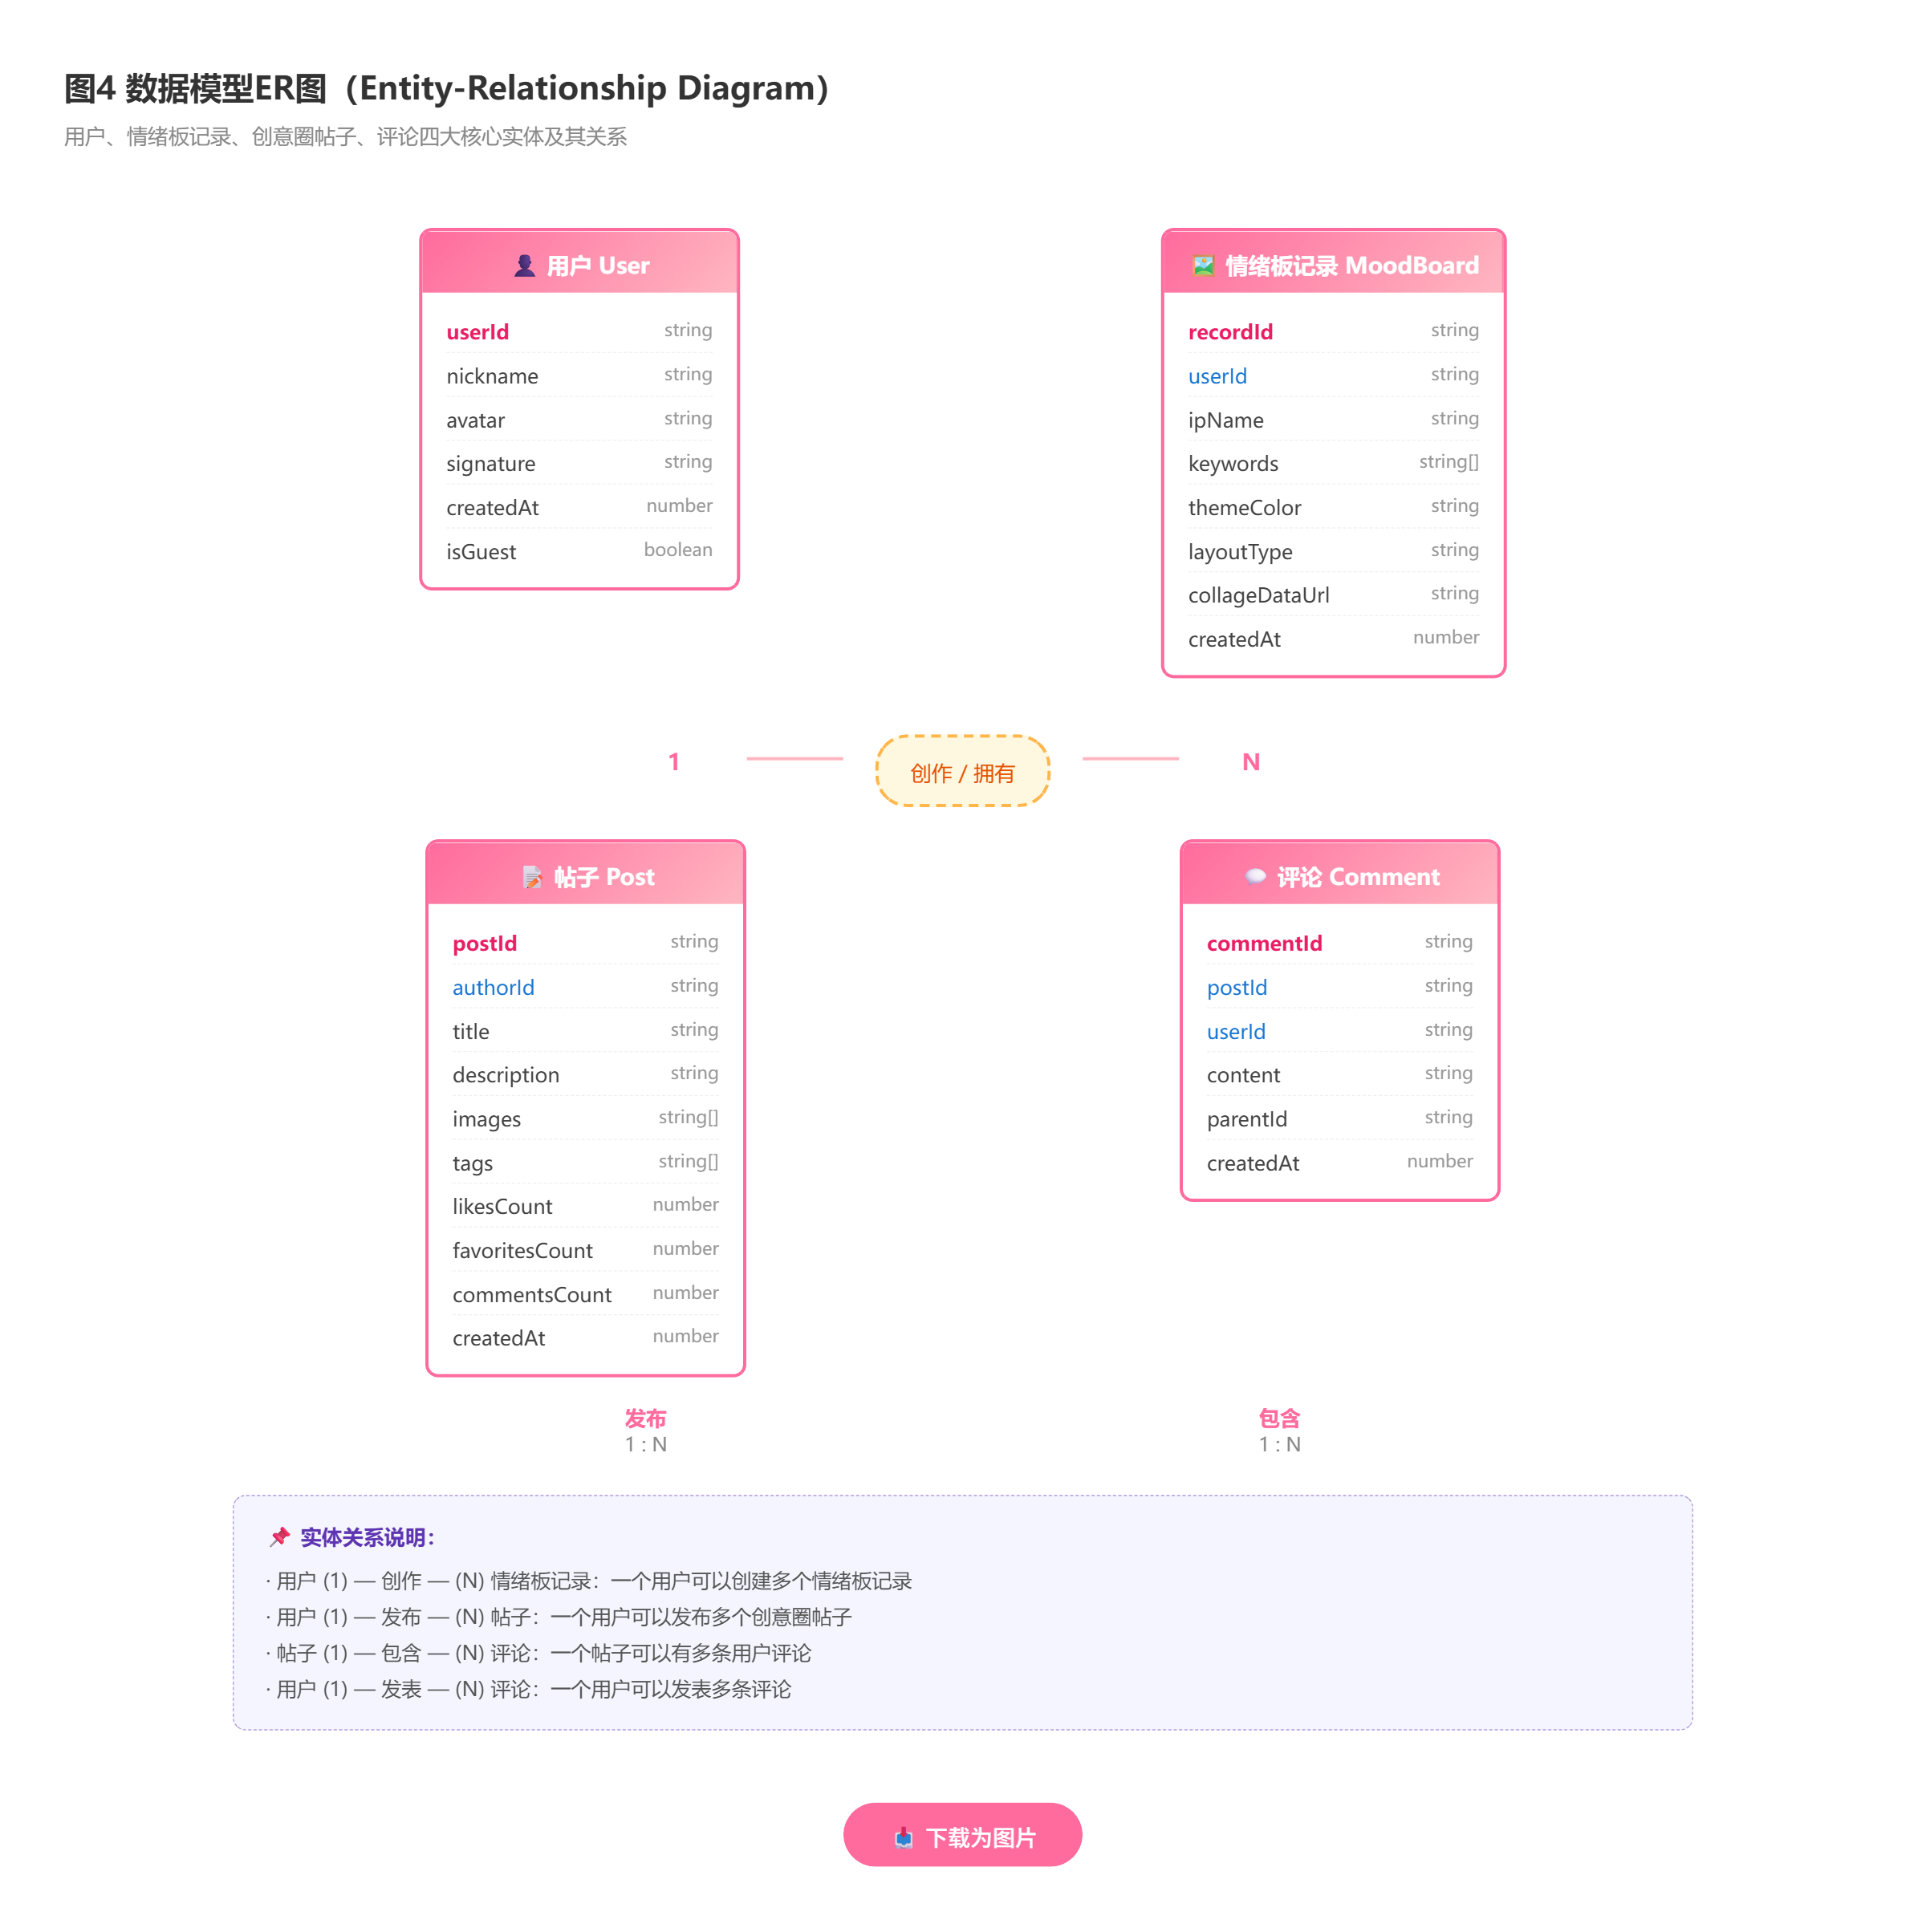 图4 数据模型ER图（Entity-Relationship Diagram）
用户、情绪板记录、创意圈帖子、评论四大核心实体及其关系
用户 User
userId string
nickname string
avatar string
signature string
createdAt number
isGuest boolean
情绪板记录 MoodBoard
recordId string
userId string
ipName string
keywords string[]
themeColor string
layoutType string
collageDataUrl string
createdAt number
1
创作 / 拥有
N
帖子 Post
postId string
authorId string
title string
description string
images string[]
tags string[]
likesCount number
favoritesCount number
commentsCount number
createdAt number
评论 Comment
commentId string
postId string
userId string
content string
parentId string
createdAt number
发布
1 : N
包含
1 : N
实体关系说明：
· 用户 (1) — 创作 — (N) 情绪板记录：一个用户可以创建多个情绪板记录
· 用户 (1) — 发布 — (N) 帖子：一个用户可以发布多个创意圈帖子
· 帖子 (1) — 包含 — (N) 评论：一个帖子可以有多条用户评论
· 用户 (1) — 发表 — (N) 评论：一个用户可以发表多条评论
下载为图片